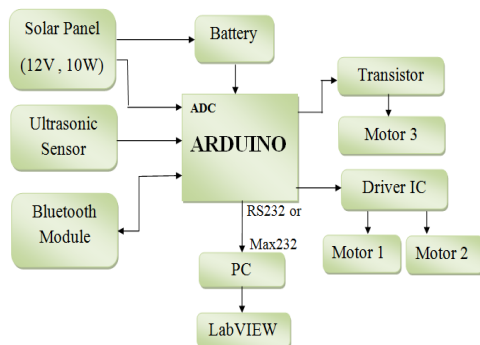 Solar Panel
(12V , 10W)
Battery
Transistor
ADC
ARDUINO
Ultrasonic
Sensor
Motor 3
Bluetooth
Module
Driver IC
RS232 or
Max232
Motor 1
Motor 2
PC
LabVIEW